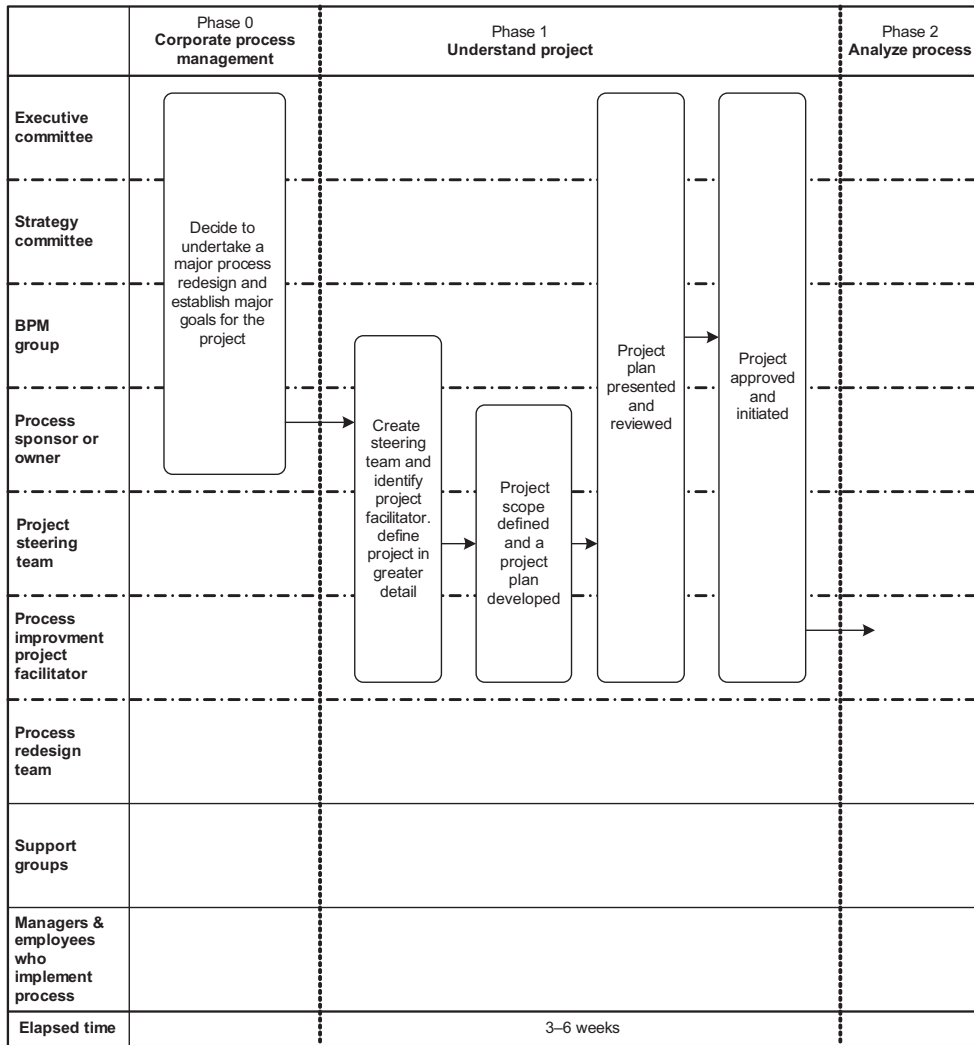 Phase 0
Corporate process
management
Phase 1
Understand project
Phase 2
Analyze process
Executive
committee
Strategy
committee
BPM
group
Process
sponsor or
owner
Project
steering
team
Process
improvment
project
facilitator
Process
redesign
team
Support
groups
Managers &
employees
who
implement
process
Decide to
undertake a
major process
redesign and
establish major
goals for the
project
Create
steering
team and
identify
project
facilitator.
define
project in
greater
detail
Project
scope
defined
and a
project
plan
developed
Project
plan
presented
and
reviewed
Project
approved
and
initiated
Elapsed time
3–6 weeks